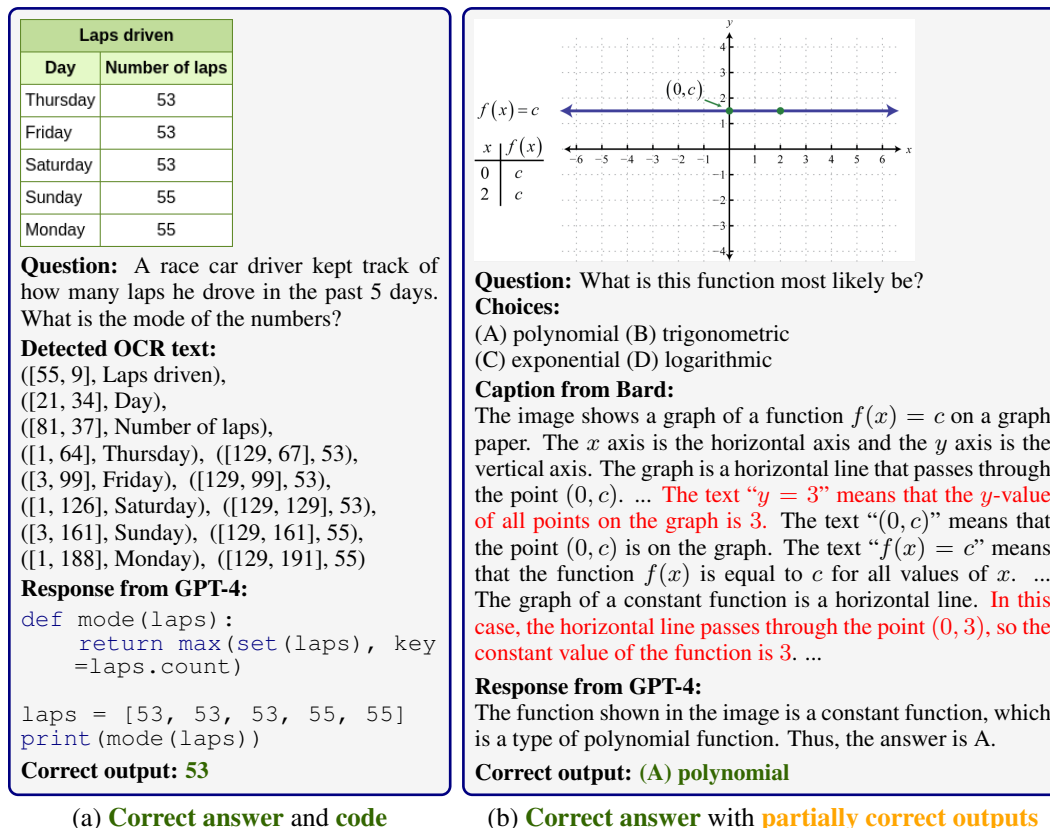 Laps driven
Day Number of laps
Thursday 53
Friday 53
Saturday 53
Sunday 55
Monday 55
Question: A race car driver kept track of
how many laps he drove in the past 5 days.
What is the mode of the numbers?
Detected OCR text:
([55, 9], Laps driven),
([21, 34], Day),
([81, 37], Number of laps),
([1, 64], Thursday), ([129, 67], 53),
([3, 99], Friday), ([129, 99], 53),
([1, 126], Saturday), ([129, 129], 53),
([3, 161], Sunday), ([129, 161], 55),
([1, 188], Monday), ([129, 191], 55)
Response from GPT-4:
def mode(laps):
    return max(set(laps), key
    =laps.count)
laps = [53, 53, 53, 55, 55]
print(mode(laps))
Correct output: 53
(a) Correct answer and code
y
4
3
(0,c)
2
f(x)=c
1
x f(x)
0 c
2 c
−6 −5 −4 −3 −2 −1 1 2 3 4 5 6 x
−1
−2
−3
−4
Question: What is this function most likely be?
Choices:
(A) polynomial (B) trigonometric
(C) exponential (D) logarithmic
Caption from Bard:
The image shows a graph of a function f(x) = c on a graph
paper. The x axis is the horizontal axis and the y axis is the
vertical axis. The graph is a horizontal line that passes through
the point (0, c). ... The text “y = 3” means that the y-value
of all points on the graph is 3. The text “(0, c)” means that
the point (0, c) is on the graph. The text “f(x) = c” means
that the function f(x) is equal to c for all values of x. ...
The graph of a constant function is a horizontal line. In this
case, the horizontal line passes through the point (0, 3), so the
constant value of the function is 3. ...
Response from GPT-4:
The function shown in the image is a constant function, which
is a type of polynomial function. Thus, the answer is A.
Correct output: (A) polynomial
(b) Correct answer with partially correct outputs